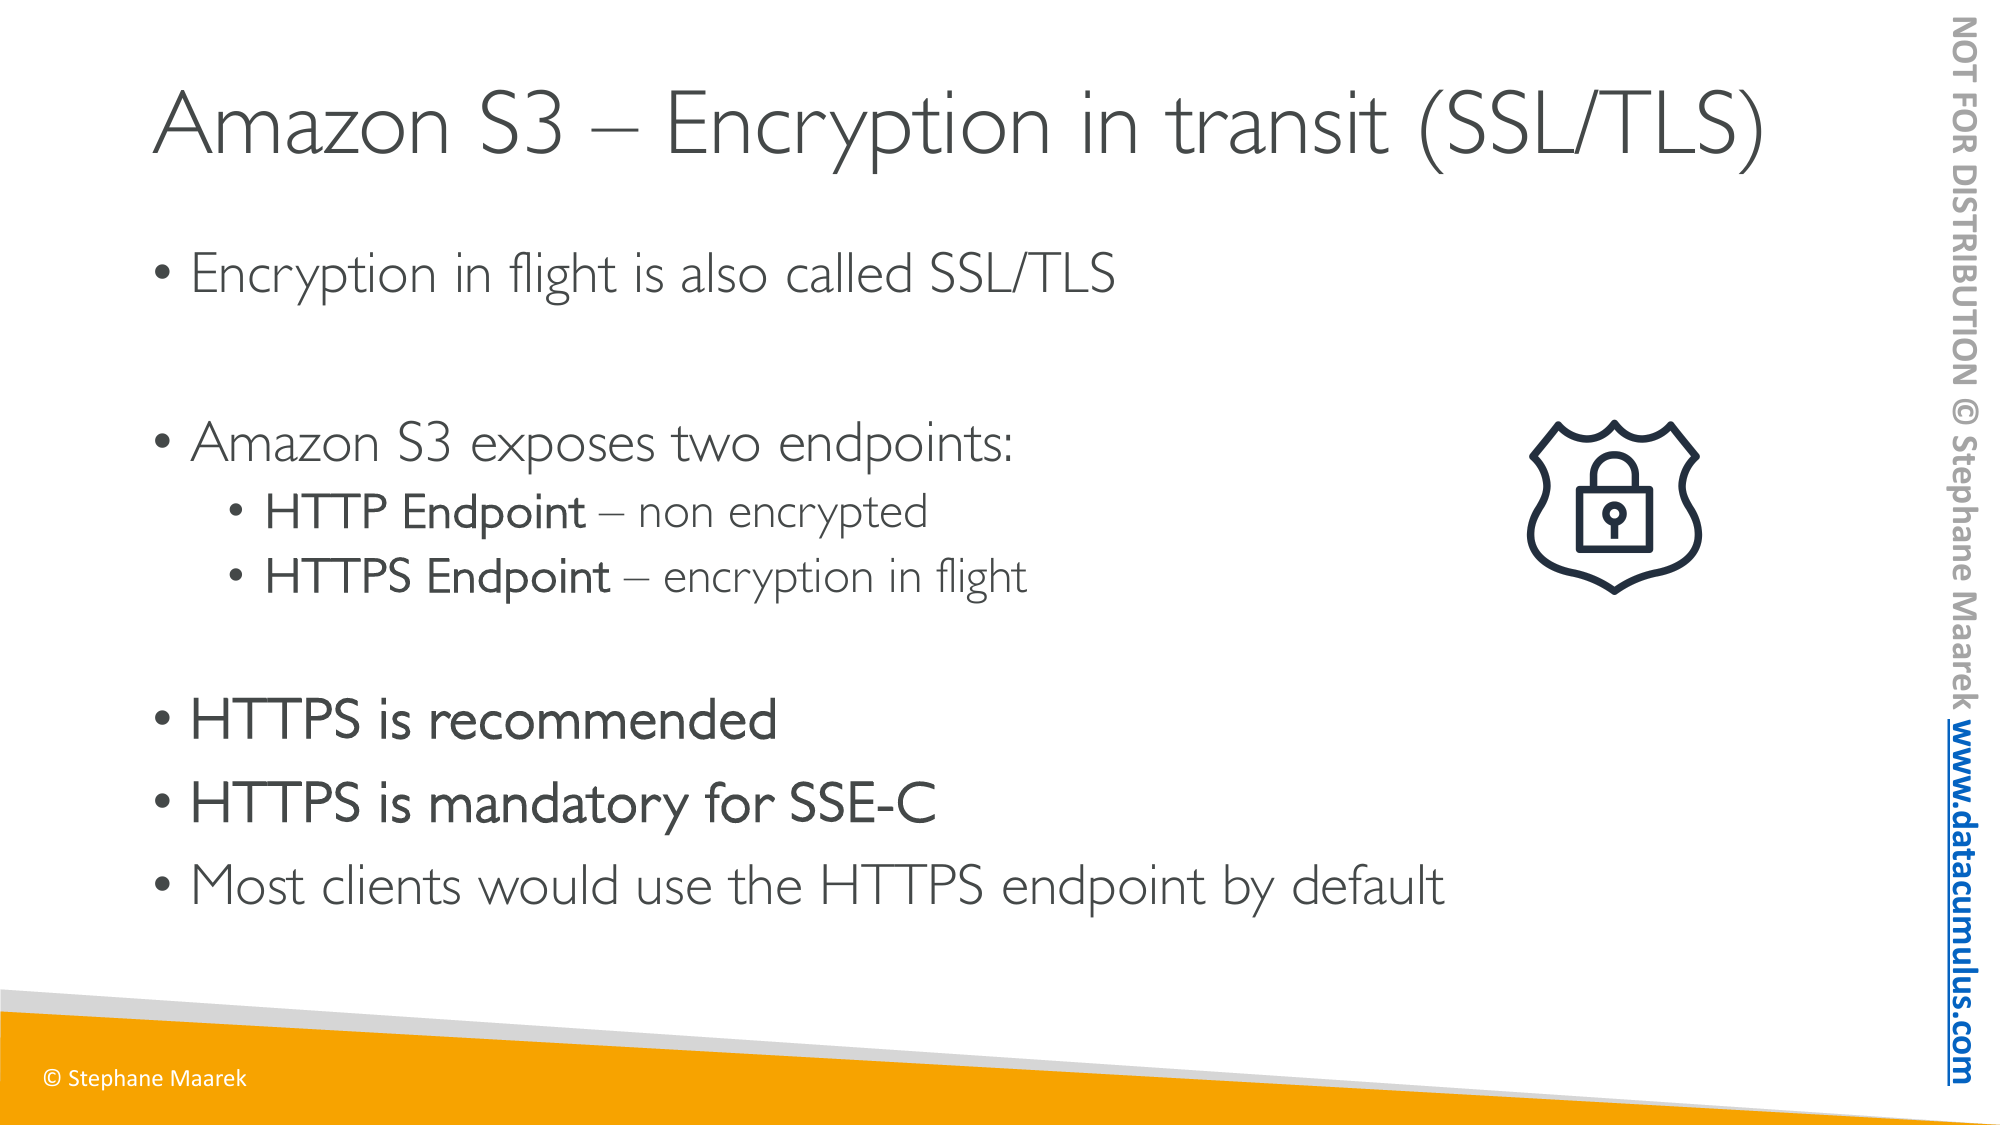 Amazon S3 – Encryption in transit (SSL/TLS)
• Encryption in flight is also called SSL/TLS
• Amazon S3 exposes two endpoints:
• HTTP Endpoint – non encrypted
• HTTPS Endpoint – encryption in flight
• HTTPS is recommended
• HTTPS is mandatory for SSE-C
• Most clients would use the HTTPS endpoint by default
© Stephane Maarek
NOT FOR DISTRIBUTION © Stephane Maarek www.datacumulus.com